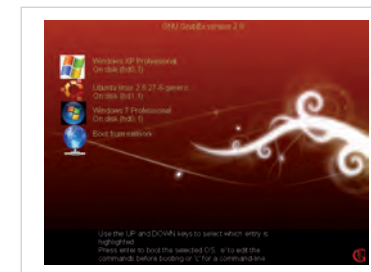 GNU Gensfix version 2.0
Windows XP Professional
On disk (hd0,1)
Ubuntu linux 2.6.27-8-generic
On disk (hd1,1)
Windows 7 Professional
On disk (hd0,1)
Boot from network
Use the UP and DOWN keys to select which entry is
highlighted
Press enter to boot the selected OS, 'e' to edit the
commands before booting or 'c' for a command-line